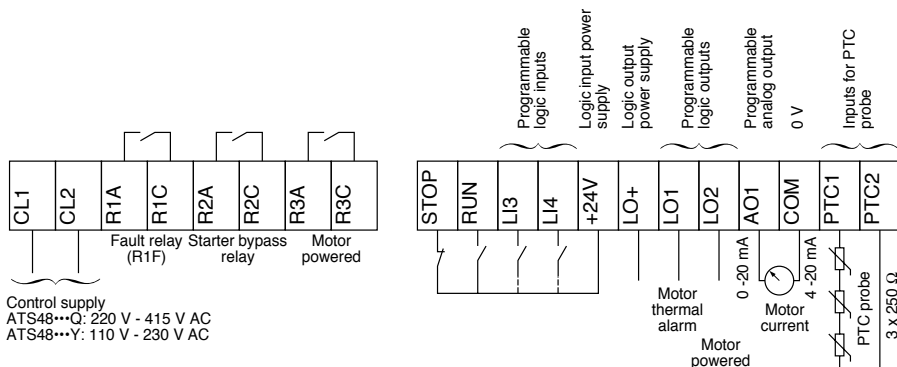 CL1
CL2
R1A
R1C
R2A
R2C
R3A
R3C
Fault relay
(R1F)
Starter bypass
relay
Motor
powered
Control supply
ATS48•••Q: 220 V - 415 V AC
ATS48•••Y: 110 V - 230 V AC
Programmable
logic inputs
Logic input power
supply
Logic output
power supply
Programmable
logic outputs
Programmable
analog output
0 V
Inputs for PTC
probe
STOP
RUN
LI3
LI4
+24V
LO+
LO1
LO2
AO1
COM
PTC1
PTC2
Motor
thermal
alarm
Motor
powered
0 -20 mA
4 -20 mA
Motor
current
PTC probe
3 x 250 Ω